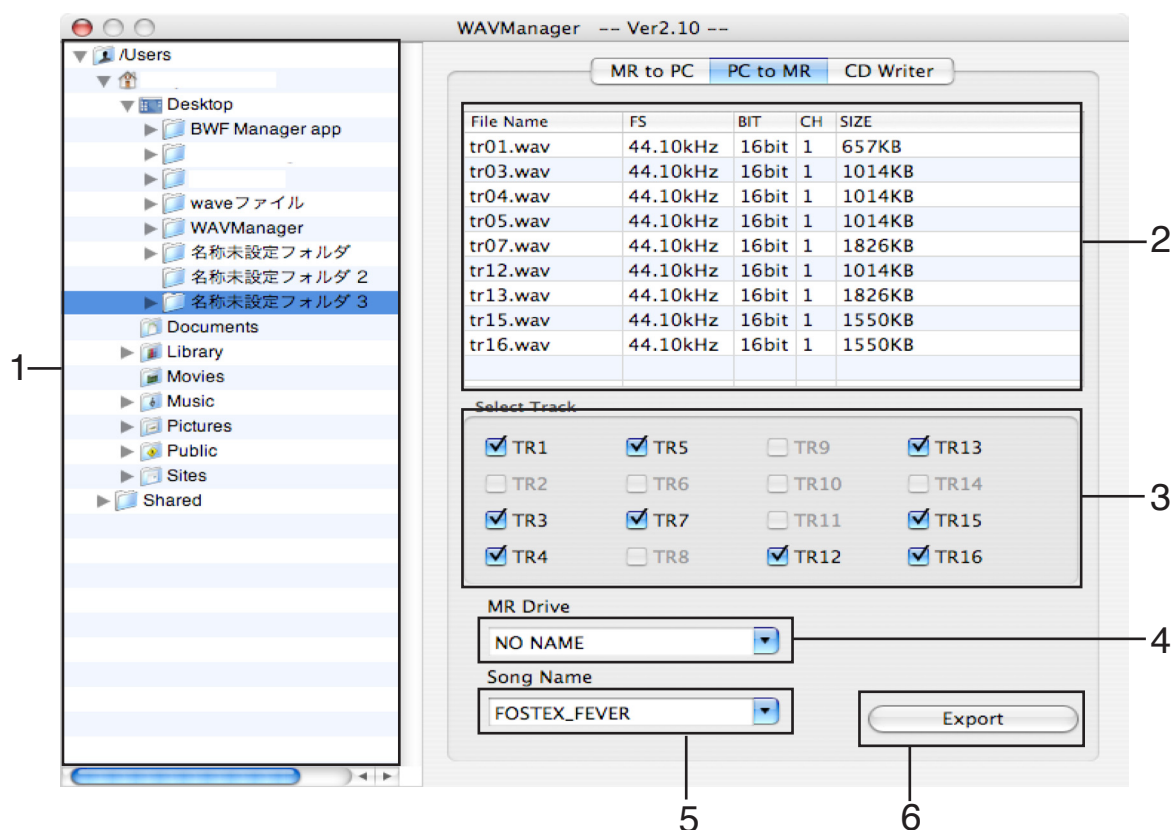 WAVManager -- Ver2.10 --
/Users
Desktop
BWF Manager app
waveファイル
WAVManager
名称未設定フォルダ
名称未設定フォルダ 2
名称未設定フォルダ 3
Documents
Library
Movies
Music
Pictures
Public
Sites
Shared
1
MR to PC PC to MR CD Writer
File Name FS BIT CH SIZE
tr01.wav 44.10kHz 16bit 1 657KB
tr03.wav 44.10kHz 16bit 1 1014KB
tr04.wav 44.10kHz 16bit 1 1014KB
tr05.wav 44.10kHz 16bit 1 1014KB
tr07.wav 44.10kHz 16bit 1 1826KB
tr12.wav 44.10kHz 16bit 1 1014KB
tr13.wav 44.10kHz 16bit 1 1826KB
tr15.wav 44.10kHz 16bit 1 1550KB
tr16.wav 44.10kHz 16bit 1 1550KB
2
Select Track
TR1 TR5 TR9 TR13
TR2 TR6 TR10 TR14
TR3 TR7 TR11 TR15
TR4 TR8 TR12 TR16
3
MR Drive
NO NAME
4
Song Name
FOSTEX_FEVER
Export
5
6